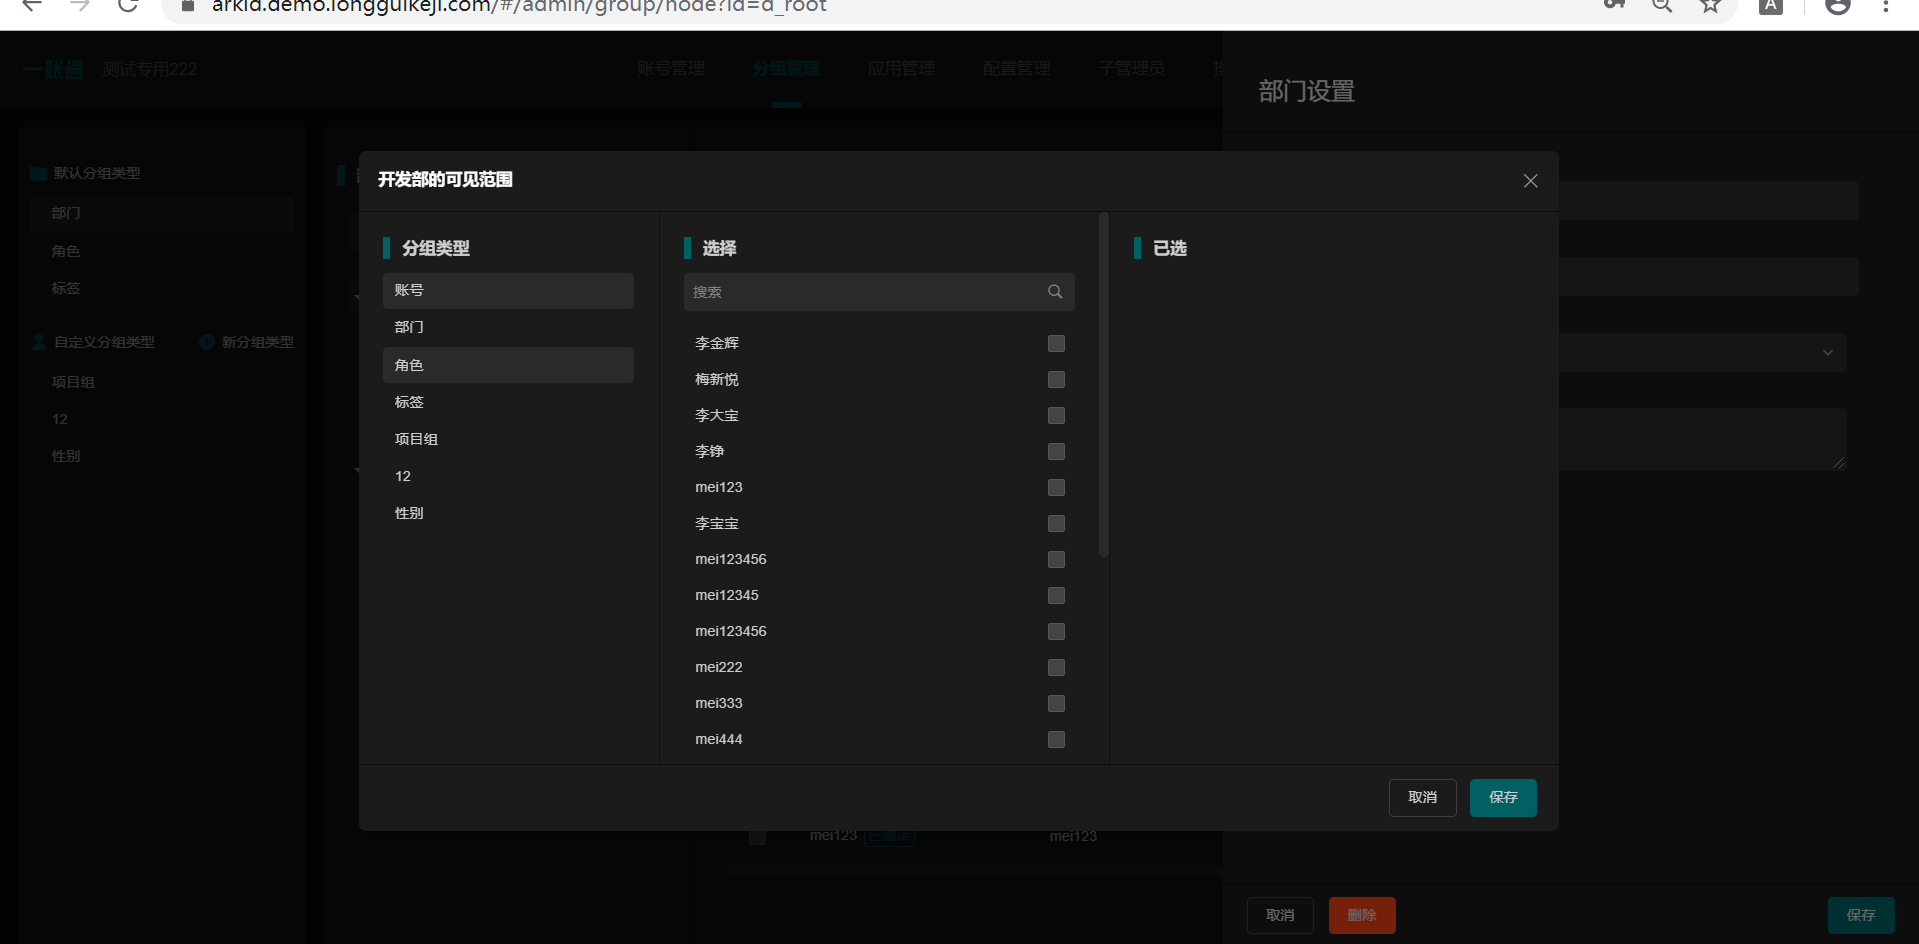 arkid.demo.longguikeji.com/#/admin/group/node?id=d_root
一账通 测试专用222
账号管理 分组管理 应用管理 配置管理 子管理员
部门设置
默认分组类型
部门
角色
标签
自定义分组类型 新分组类型
项目组
12
性别
开发部的可见范围
分组类型
账号
部门
角色
标签
项目组
12
性别
选择
搜索
李金辉
梅新悦
李大宝
李铮
mei123
李宝宝
mei123456
mei12345
mei123456
mei222
mei333
mei444
已选
取消 保存
mei123 mei123
取消 删除 保存